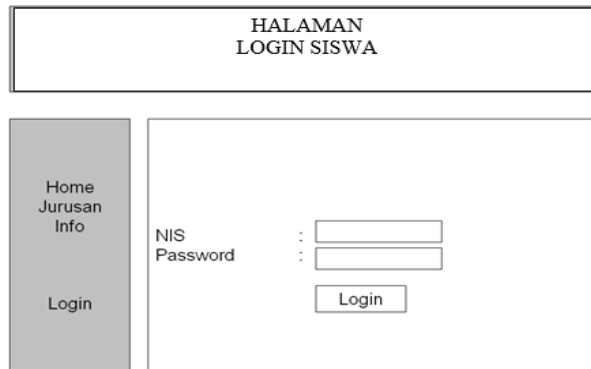 HALAMAN
LOGIN SISWA
Home
Jurusan
Info
Login
NIS :
Password :
Login